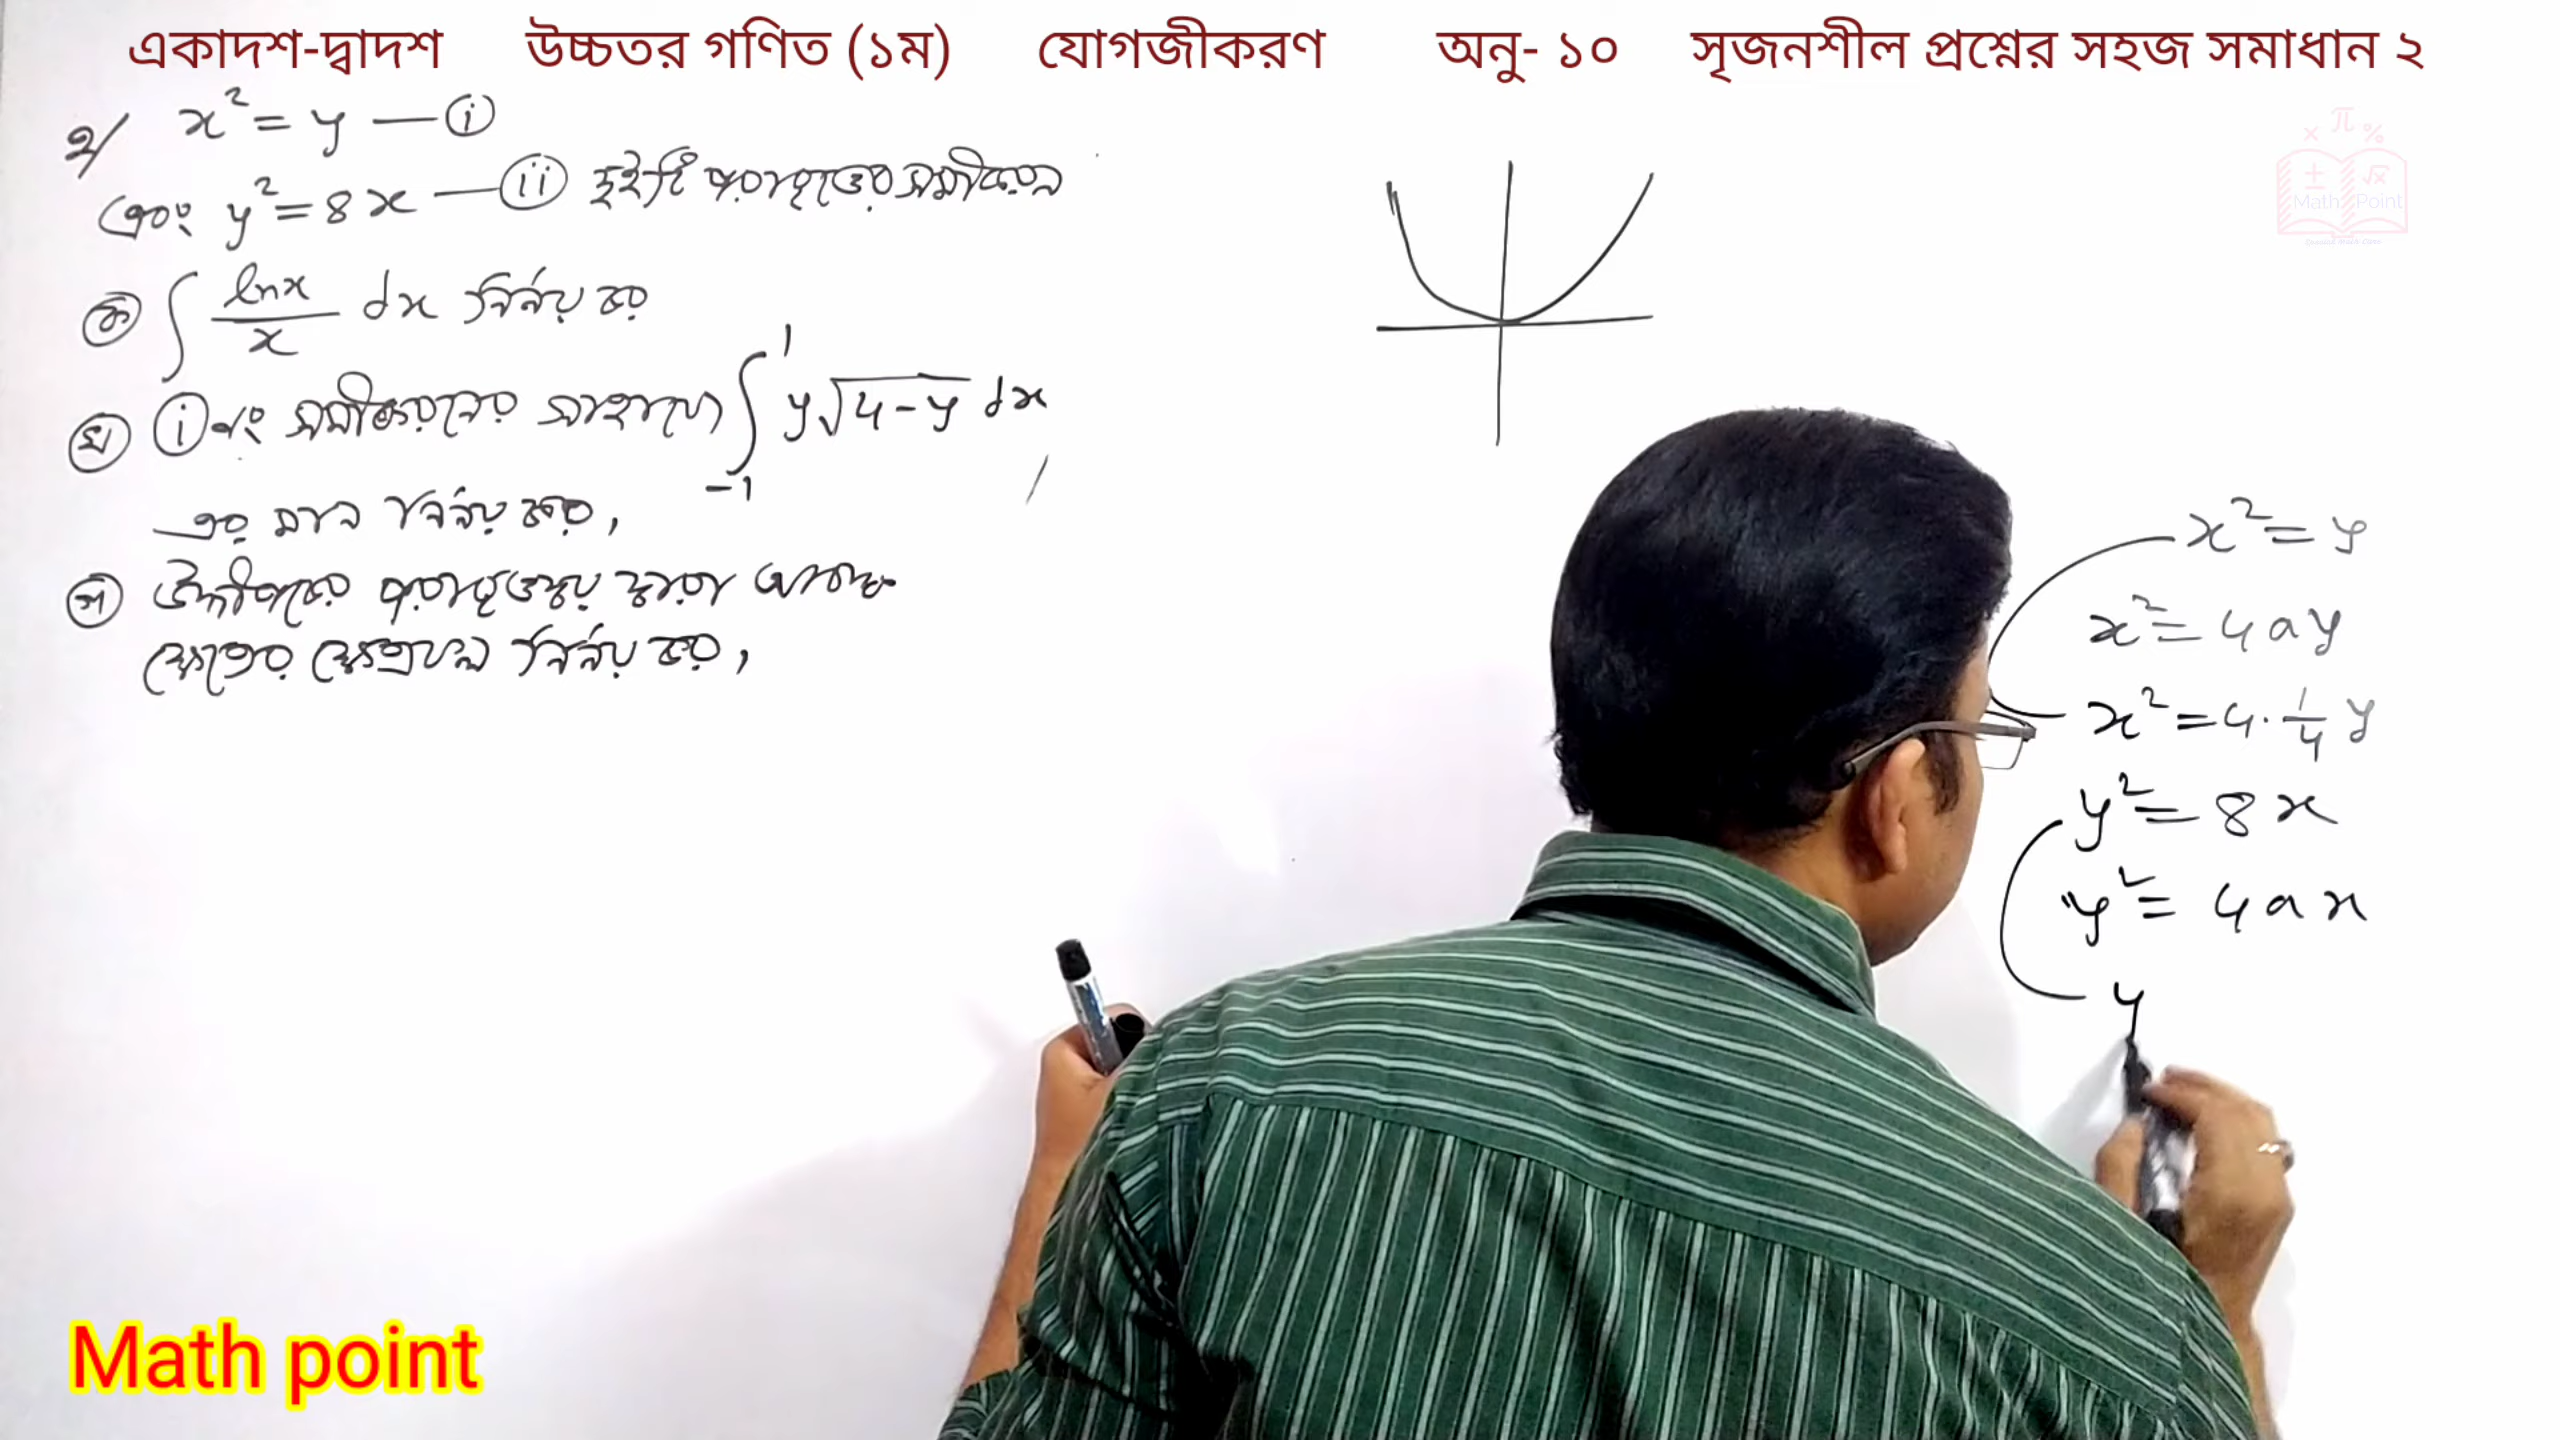 একাদশ-দ্বাদশ উচ্চতর গণিত (১ম) যোগজীকরণ অনু- ১০ সৃজনশীল প্রশ্নের সহজ সমাধান ২
২/ x² = y — (i)
এবং y² = 8x — (ii) দুইটি পরাবৃত্তের সমীকরণ
(ক) ∫ lnx/x dx নির্ণয় কর
(খ) (i) নং সমীকরণের সাহায্যে ∫₋₁¹ y√(4-y) dx
এর মান নির্ণয় কর,
(গ) উদ্দীপকের পরাবৃত্তদ্বয় দ্বারা আবদ্ধ
ক্ষেত্রের ক্ষেত্রফল নির্ণয় কর,
x² = y
x² = 4ay
x² = 4·1/4 y
y² = 8x
y² = 4ax
y
Math Point
Math point